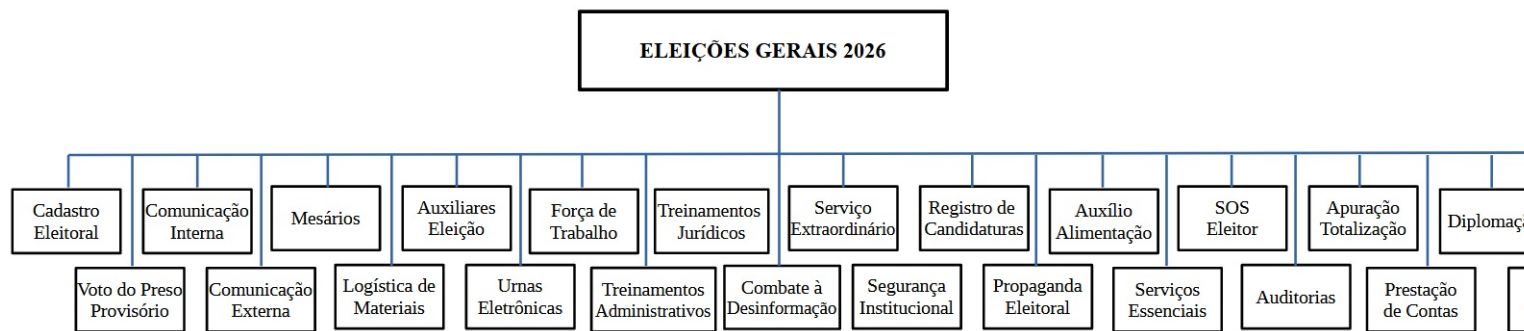 ELEIÇÕES GERAIS 2026
Cadastro
Eleitoral
Comunicação
Interna
Mesários
Auxiliares
Eleição
Força de
Trabalho
Treinamentos
Jurídicos
Serviço
Extraordinário
Registro de
Candidaturas
Auxílio
Alimentação
SOS
Eleitor
Apuração
Totalização
Voto do Preso
Provisório
Comunicação
Externa
Logística de
Materiais
Urnas
Eletrônicas
Treinamentos
Administrativos
Combate à
Desinformação
Segurança
Institucional
Propaganda
Eleitoral
Serviços
Essenciais
Auditorias
Prestação
de Contas